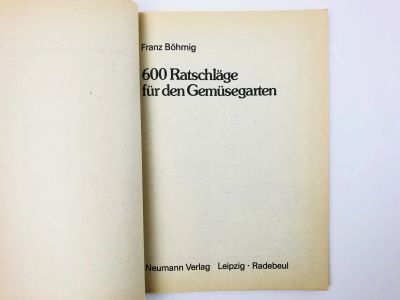 Franz Böhmig
600 Ratschläge
für den Gemüsegarten
Neumann Verlag Leipzig · Radebeul